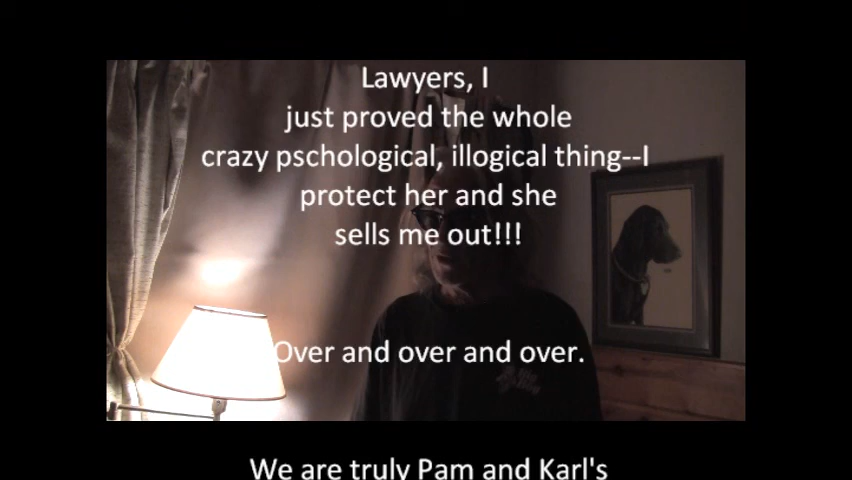 Lawyers, I
just proved the whole
crazy pschological, illogical thing--I
protect her and she
sells me out!!!
Over and over and over.
We are truly Pam and Karl's